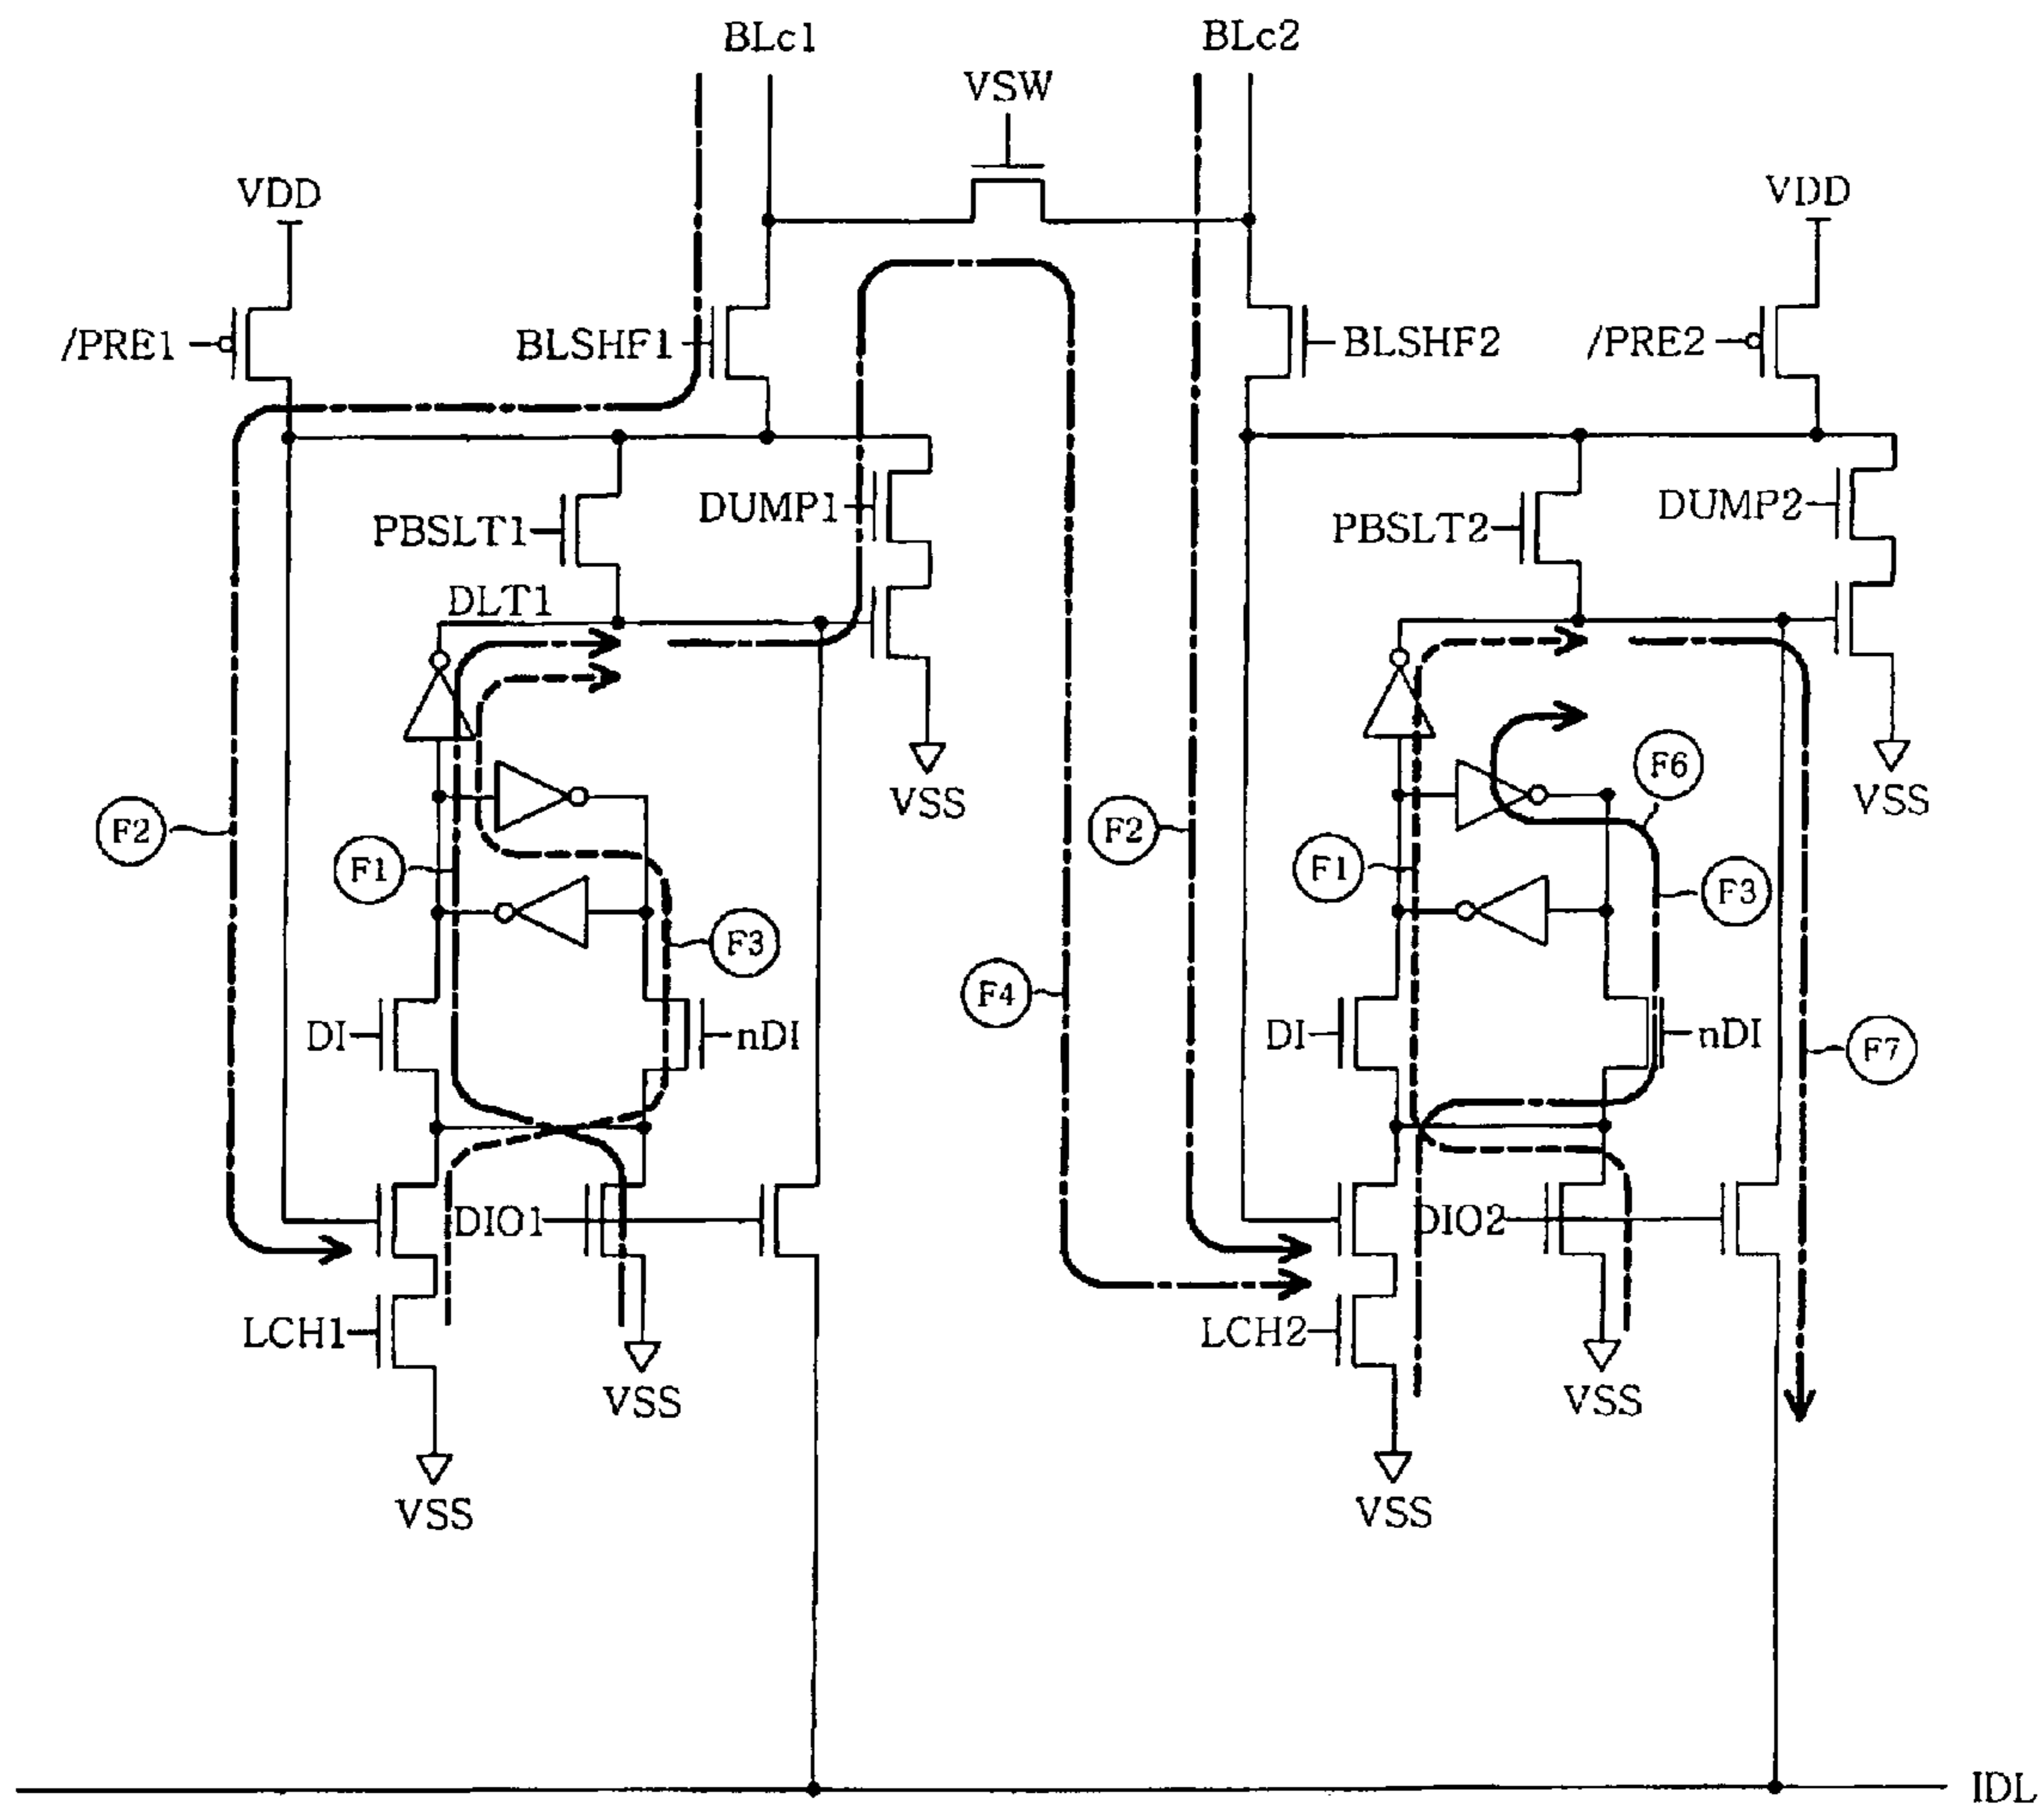 BLc1
BLc2
VSW
VDD
VDD
/PRE1
BLSHF1
BLSHF2
/PRE2
DUMP1
DUMP2
PBSLT1
PBSLT2
DLT1
F6
VSS
VSS
F2
F2
F1
F1
F3
F3
F4
DI
nDI
DI
nDI
F7
DIO1
DIO2
LCH1
LCH2
VSS
VSS
VSS
VSS
IDL